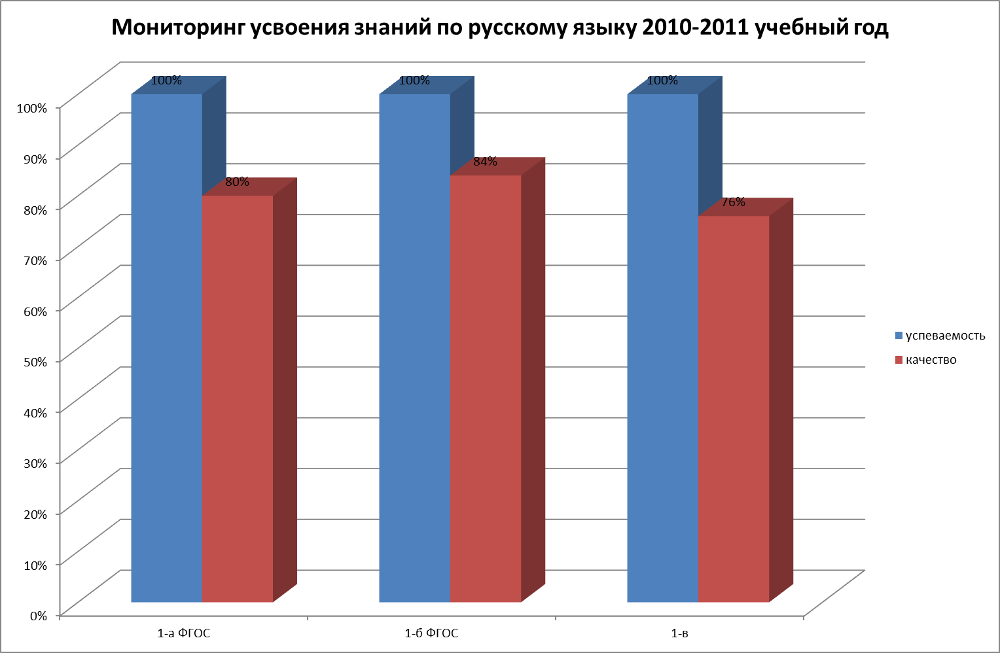 Мониторинг усвоения знаний по русскому языку 2010-2011 учебный год
100%
100%
100%
80%
84%
76%
100%
90%
80%
70%
60%
50%
40%
30%
20%
10%
0%
успеваемость
качество
1-а ФГОС
1-б ФГОС
1-в